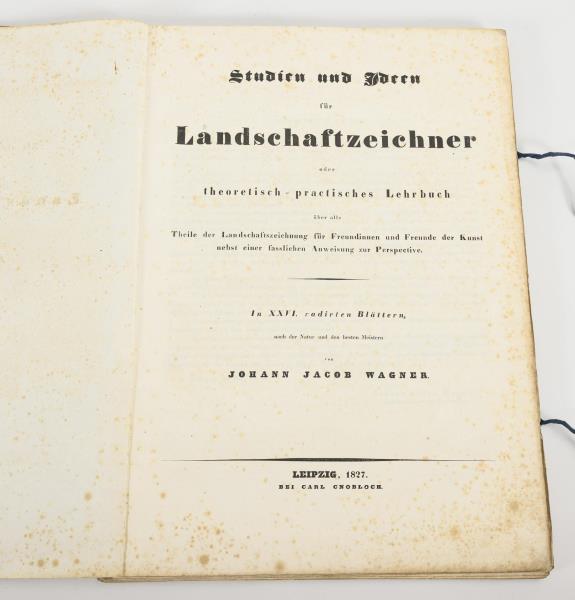 Studien und Ideen
für
Landschaftzeichner
oder
theoretisch-practisches Lehrbuch
über alle
Theile der Landschaftszeichnung für Freundinnen und Freunde der Kunst
nebst einer fasslichen Anweisung zur Perspective.
In XXVI. radirten Blättern,
nach der Natur und den besten Meistern
von
JOHANN JACOB WAGNER.
LEIPZIG, 1827.
BEI CARL CNOBLOCH.